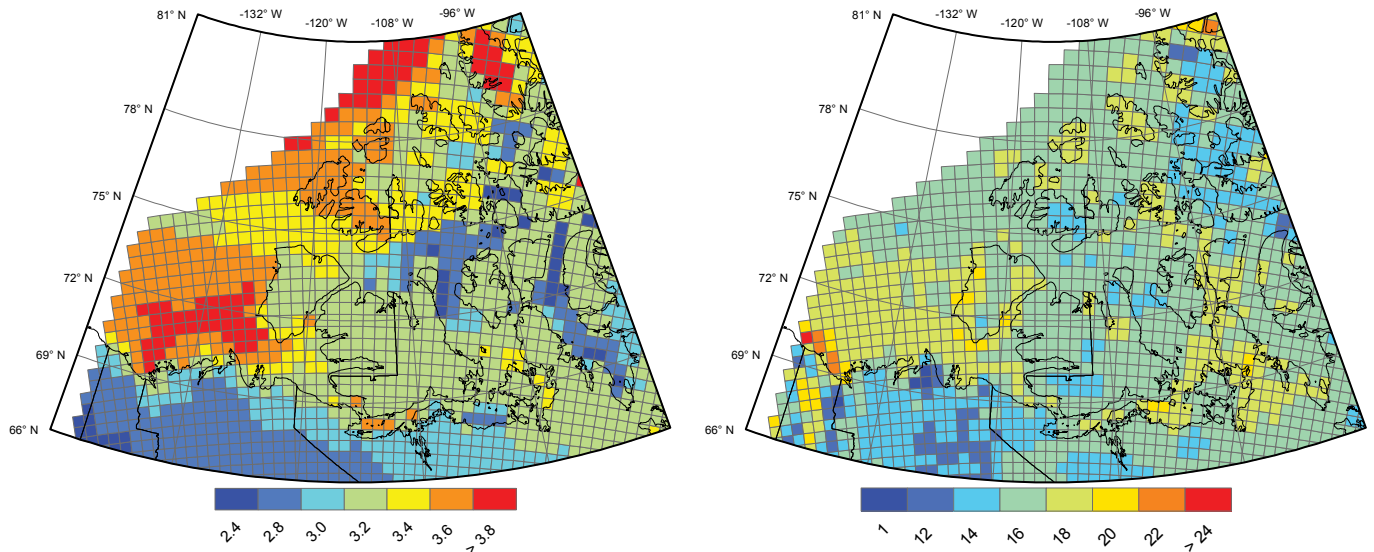 81° N
-132° W
-120° W
-108° W
-96° W
78° N
75° N
72° N
69° N
66° N
2.4
2.8
3.0
3.2
3.4
3.6
> 3.8
81° N
-132° W
-120° W
-108° W
-96° W
78° N
75° N
72° N
69° N
66° N
1
12
14
16
18
20
22
> 24